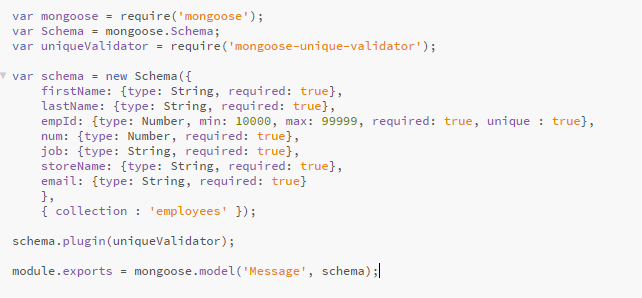 var mongoose = require('mongoose');
var Schema = mongoose.Schema;
var uniqueValidator = require('mongoose-unique-validator');

var schema = new Schema({
    firstName: {type: String, required: true},
    lastName: {type: String, required: true},
    empId: {type: Number, min: 10000, max: 99999, required: true, unique : true},
    num: {type: Number, required: true},
    job: {type: String, required: true},
    storeName: {type: String, required: true},
    email: {type: String, required: true}
    },
    { collection : 'employees' });

schema.plugin(uniqueValidator);

module.exports = mongoose.model('Message', schema);